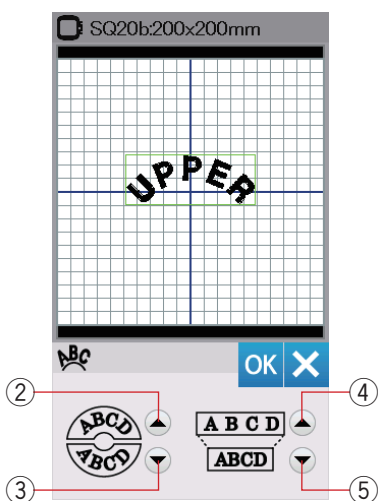 SQ20b:200x200mm
UPPER
ABC
OK
② ④
ABCD A B C D
ABCD ABCD
③ ⑤